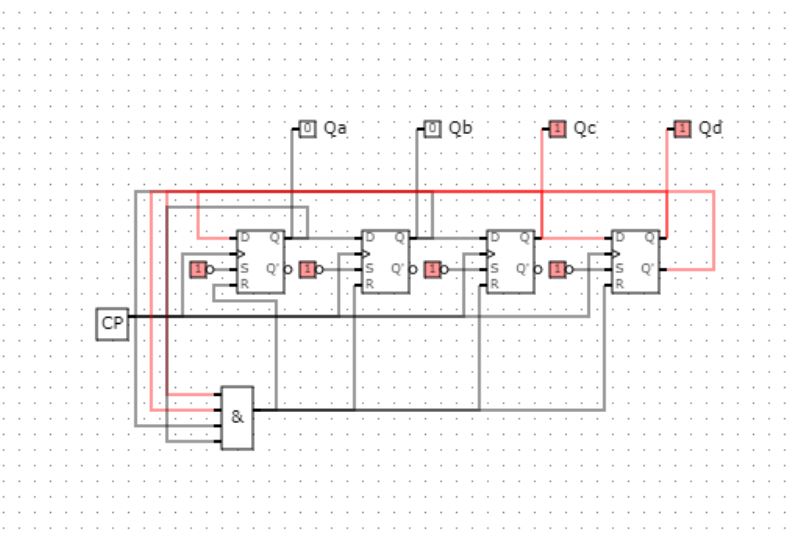 0 Qa 0 Qb 1 Qc 1 Qd
D Q D Q D Q D Q
1 S Q' 1 S Q' 1 S Q' 1 S Q'
R R R R
CP
&